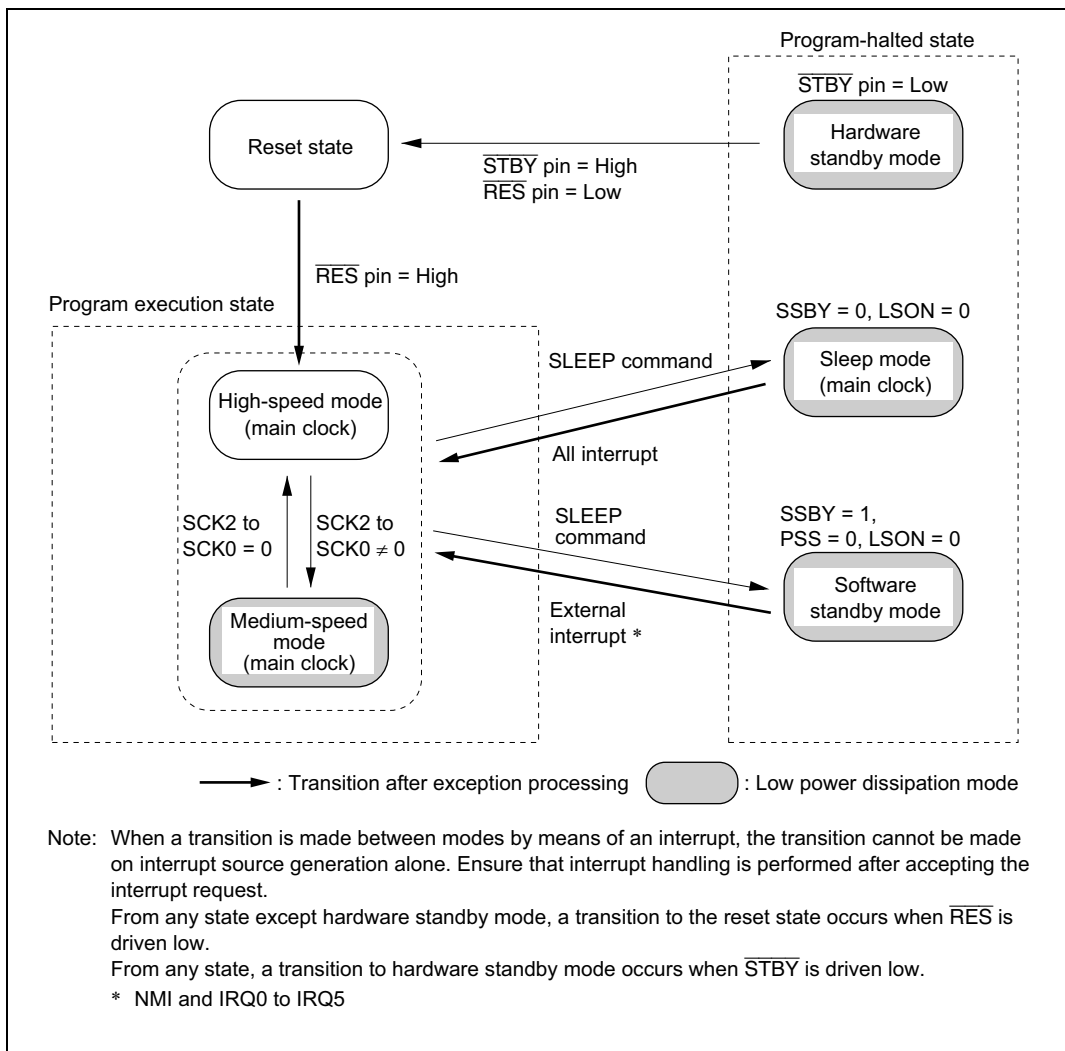 Program-halted state
S̅T̅B̅Y̅ pin = Low
Hardware
standby mode
Reset state
S̅T̅B̅Y̅ pin = High
R̅E̅S̅ pin = Low
R̅E̅S̅ pin = High
Program execution state
SSBY = 0, LSON = 0
SLEEP command
Sleep mode
(main clock)
High-speed mode
(main clock)
All interrupt
SCK2 to
SCK0 = 0
SCK2 to
SCK0 ≠ 0
SLEEP
command
SSBY = 1,
PSS = 0, LSON = 0
Software
standby mode
External
interrupt *
Medium-speed
mode
(main clock)
: Transition after exception processing
: Low power dissipation mode
Note: When a transition is made between modes by means of an interrupt, the transition cannot be made
on interrupt source generation alone. Ensure that interrupt handling is performed after accepting the
interrupt request.
From any state except hardware standby mode, a transition to the reset state occurs when R̅E̅S̅ is
driven low.
From any state, a transition to hardware standby mode occurs when S̅T̅B̅Y̅ is driven low.
* NMI and IRQ0 to IRQ5